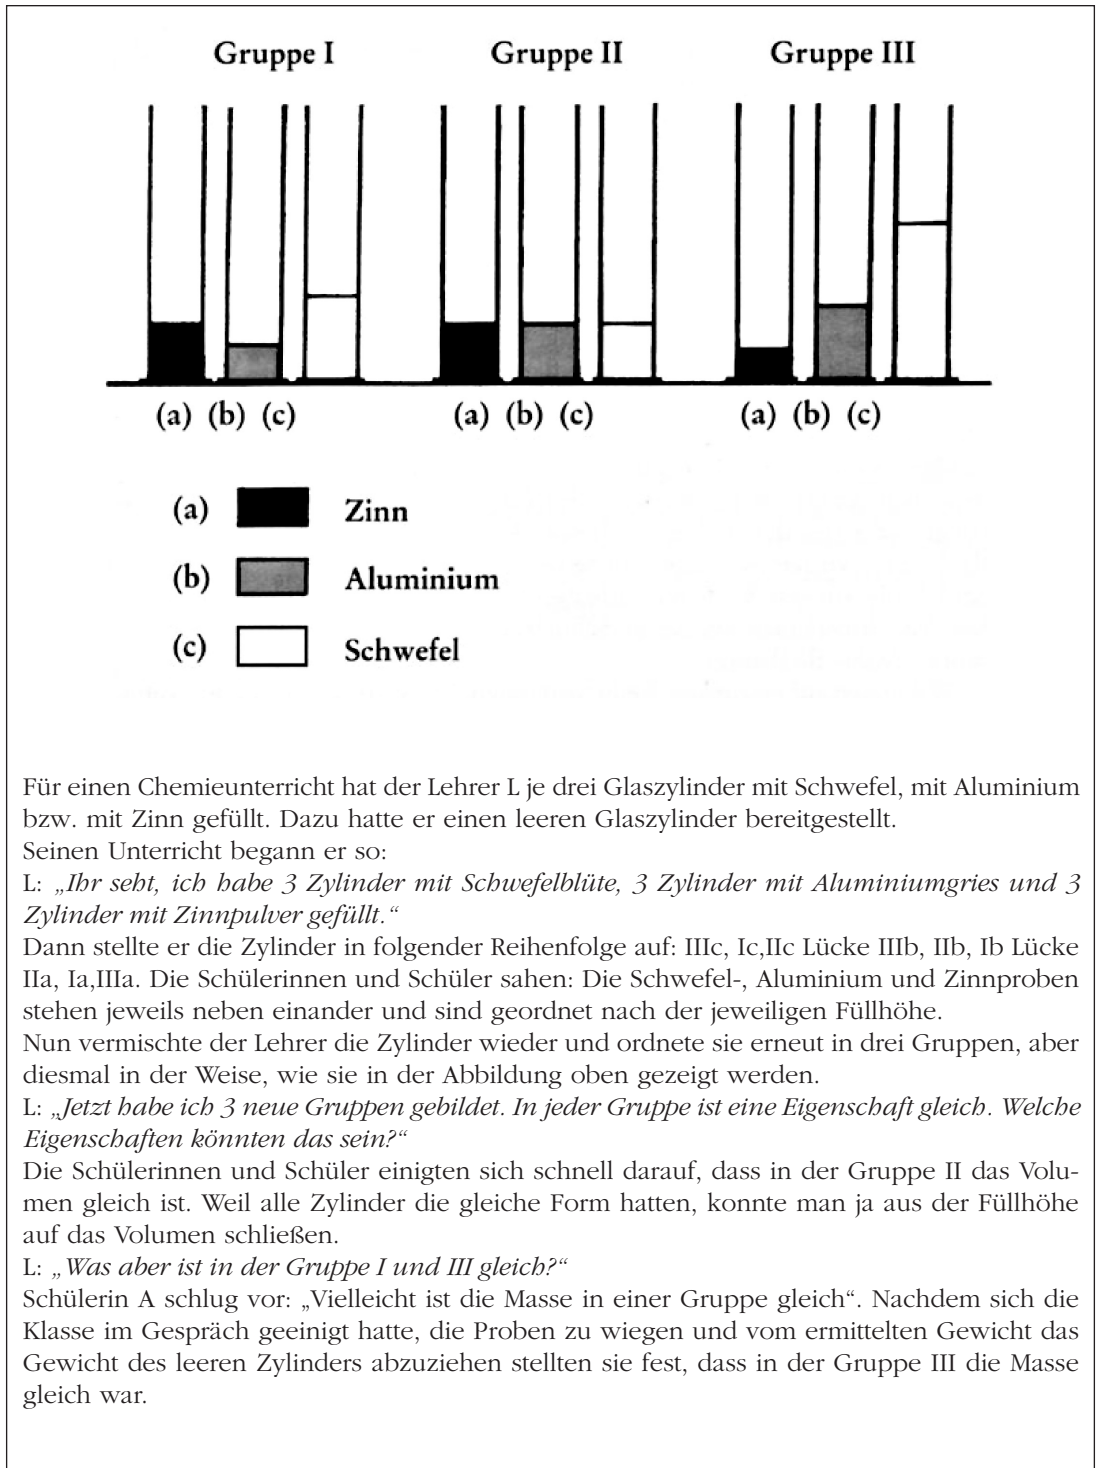 Gruppe I Gruppe II Gruppe III
(a) (b) (c) (a) (b) (c) (a) (b) (c)
(a) Zinn
(b) Aluminium
(c) Schwefel
Für einen Chemieunterricht hat der Lehrer L je drei Glaszylinder mit Schwefel, mit Aluminium
bzw. mit Zinn gefüllt. Dazu hatte er einen leeren Glaszylinder bereitgestellt.
Seinen Unterricht begann er so:
L: „Ihr seht, ich habe 3 Zylinder mit Schwefelblüte, 3 Zylinder mit Aluminiumgries und 3
Zylinder mit Zinnpulver gefüllt.“
Dann stellte er die Zylinder in folgender Reihenfolge auf: IIIc, Ic,IIc Lücke IIIb, IIb, Ib Lücke
IIa, Ia,IIIa. Die Schülerinnen und Schüler sahen: Die Schwefel-, Aluminium und Zinnproben
stehen jeweils neben einander und sind geordnet nach der jeweiligen Füllhöhe.
Nun vermischte der Lehrer die Zylinder wieder und ordnete sie erneut in drei Gruppen, aber
diesmal in der Weise, wie sie in der Abbildung oben gezeigt werden.
L: „Jetzt habe ich 3 neue Gruppen gebildet. In jeder Gruppe ist eine Eigenschaft gleich. Welche
Eigenschaften könnten das sein?“
Die Schülerinnen und Schüler einigten sich schnell darauf, dass in der Gruppe II das Volu-
men gleich ist. Weil alle Zylinder die gleiche Form hatten, konnte man ja aus der Füllhöhe
auf das Volumen schließen.
L: „Was aber ist in der Gruppe I und III gleich?“
Schülerin A schlug vor: „Vielleicht ist die Masse in einer Gruppe gleich“. Nachdem sich die
Klasse im Gespräch geeinigt hatte, die Proben zu wiegen und vom ermittelten Gewicht das
Gewicht des leeren Zylinders abzuziehen stellten sie fest, dass in der Gruppe III die Masse
gleich war.